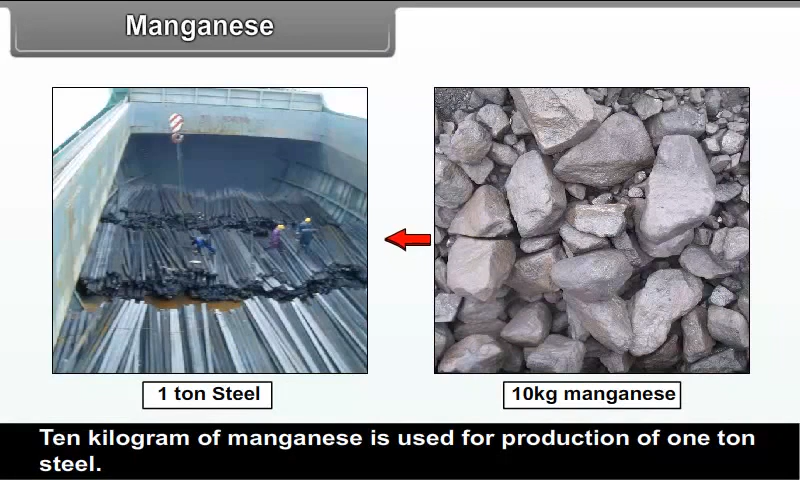 Manganese
1 ton Steel
10kg manganese
Ten kilogram of manganese is used for production of one ton
steel.